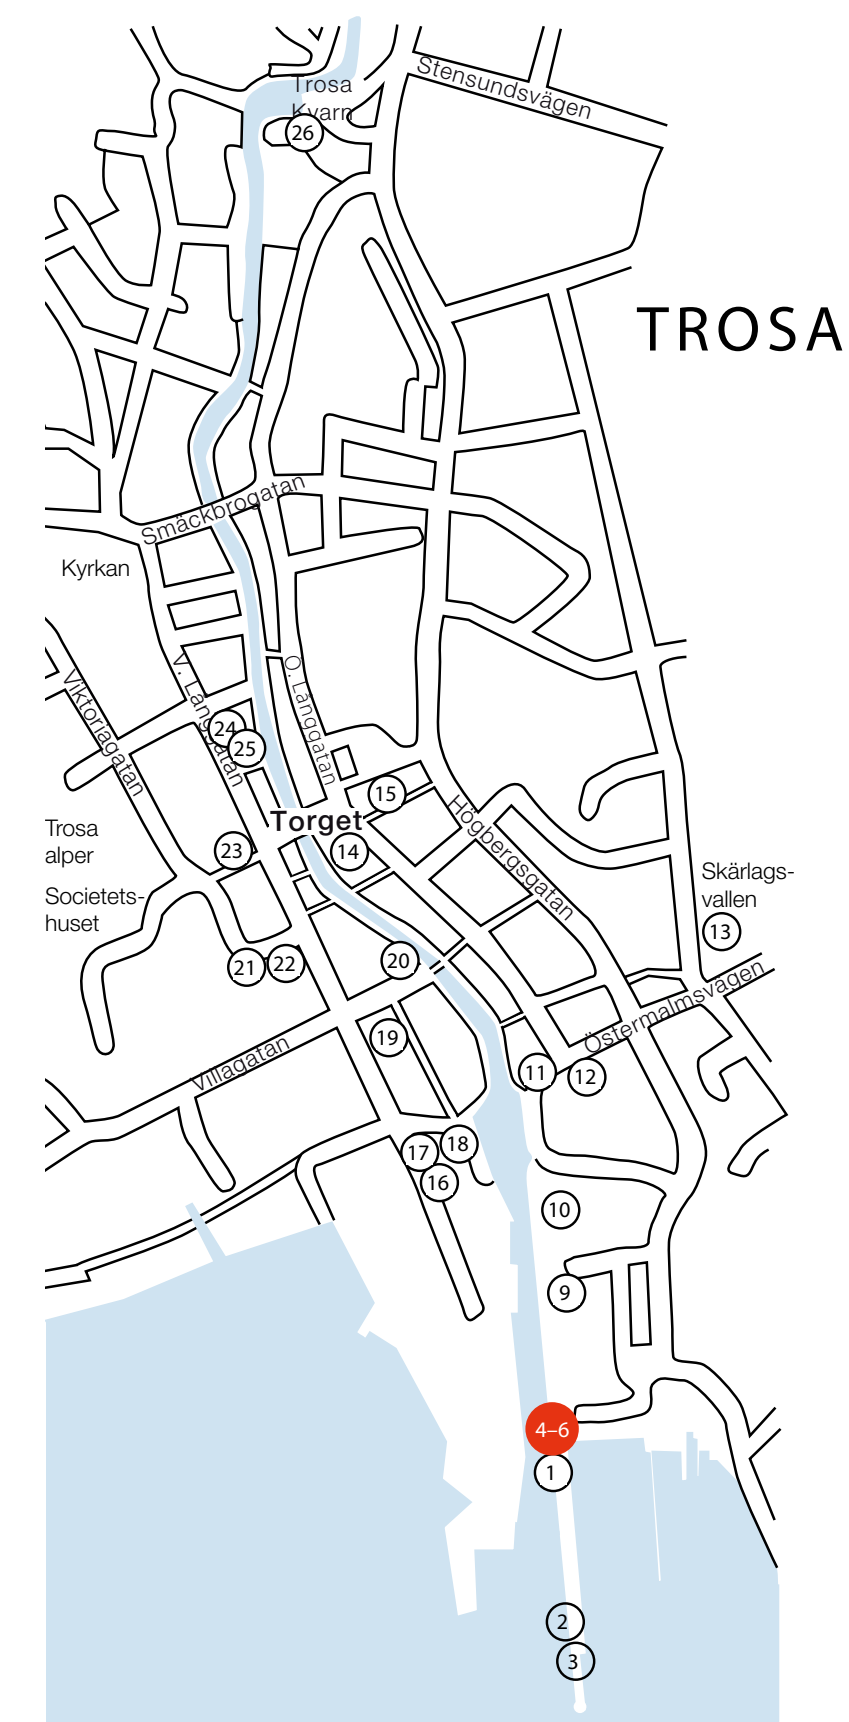 Stensundsvägen
Trosa
Kvarn
26
TROSA
Smäckbrogatan
Kyrkan
Viktoriagatan
V. Långgatan
Ö. Långgatan
24
25
15
Torget
Högbergsgatan
Trosa
alper
23
14
Societets-
huset
Skärlags-
vallen
13
21
22
20
Östermalmsvägen
19
Villagatan
11
12
17
18
16
10
9
4–6
1
2
3